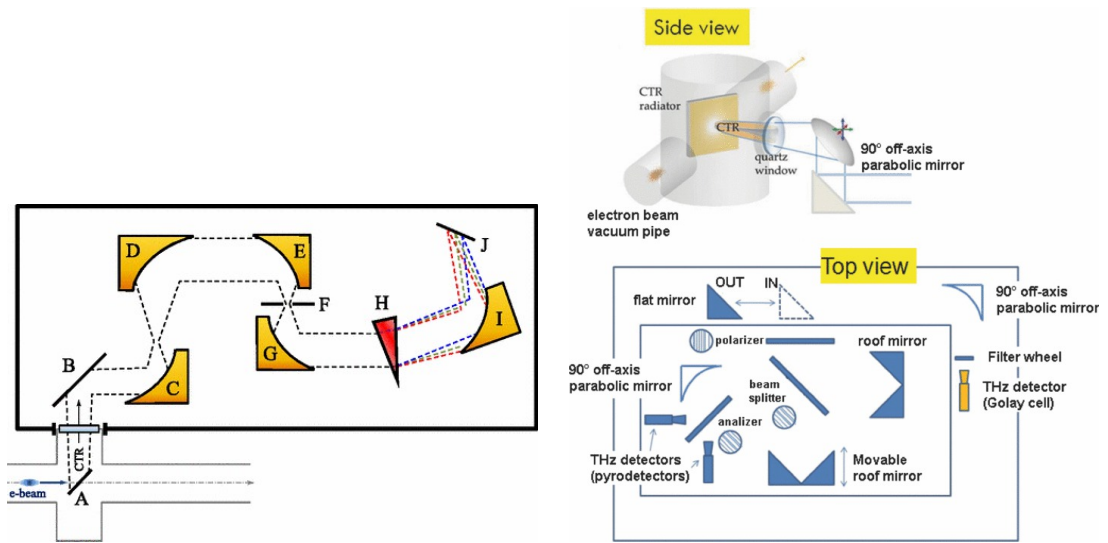 D
E
B
C
F
G
H
I
J
CTR
e-beam
A
Side view
CTR
radiator
CTR
quartz
window
90° off-axis
parabolic mirror
electron beam
vacuum pipe
Top view
flat mirror
OUT
IN
90° off-axis
parabolic mirror
polarizer
roof mirror
90° off-axis
parabolic mirror
beam
splitter
analizer
Filter wheel
THz detector
(Golay cell)
THz detectors
(pyrodetectors)
Movable
roof mirror